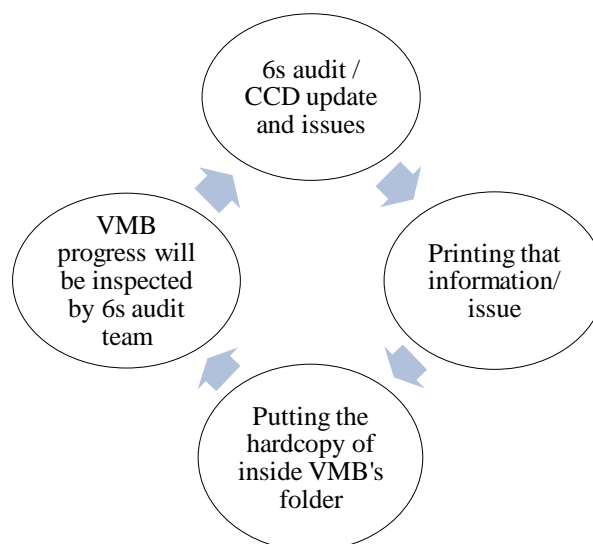 6s audit /
CCD update
and issues
Printing that
information/
issue
Putting the
hardcopy of
inside VMB's
folder
VMB
progress will
be inspected
by 6s audit
team